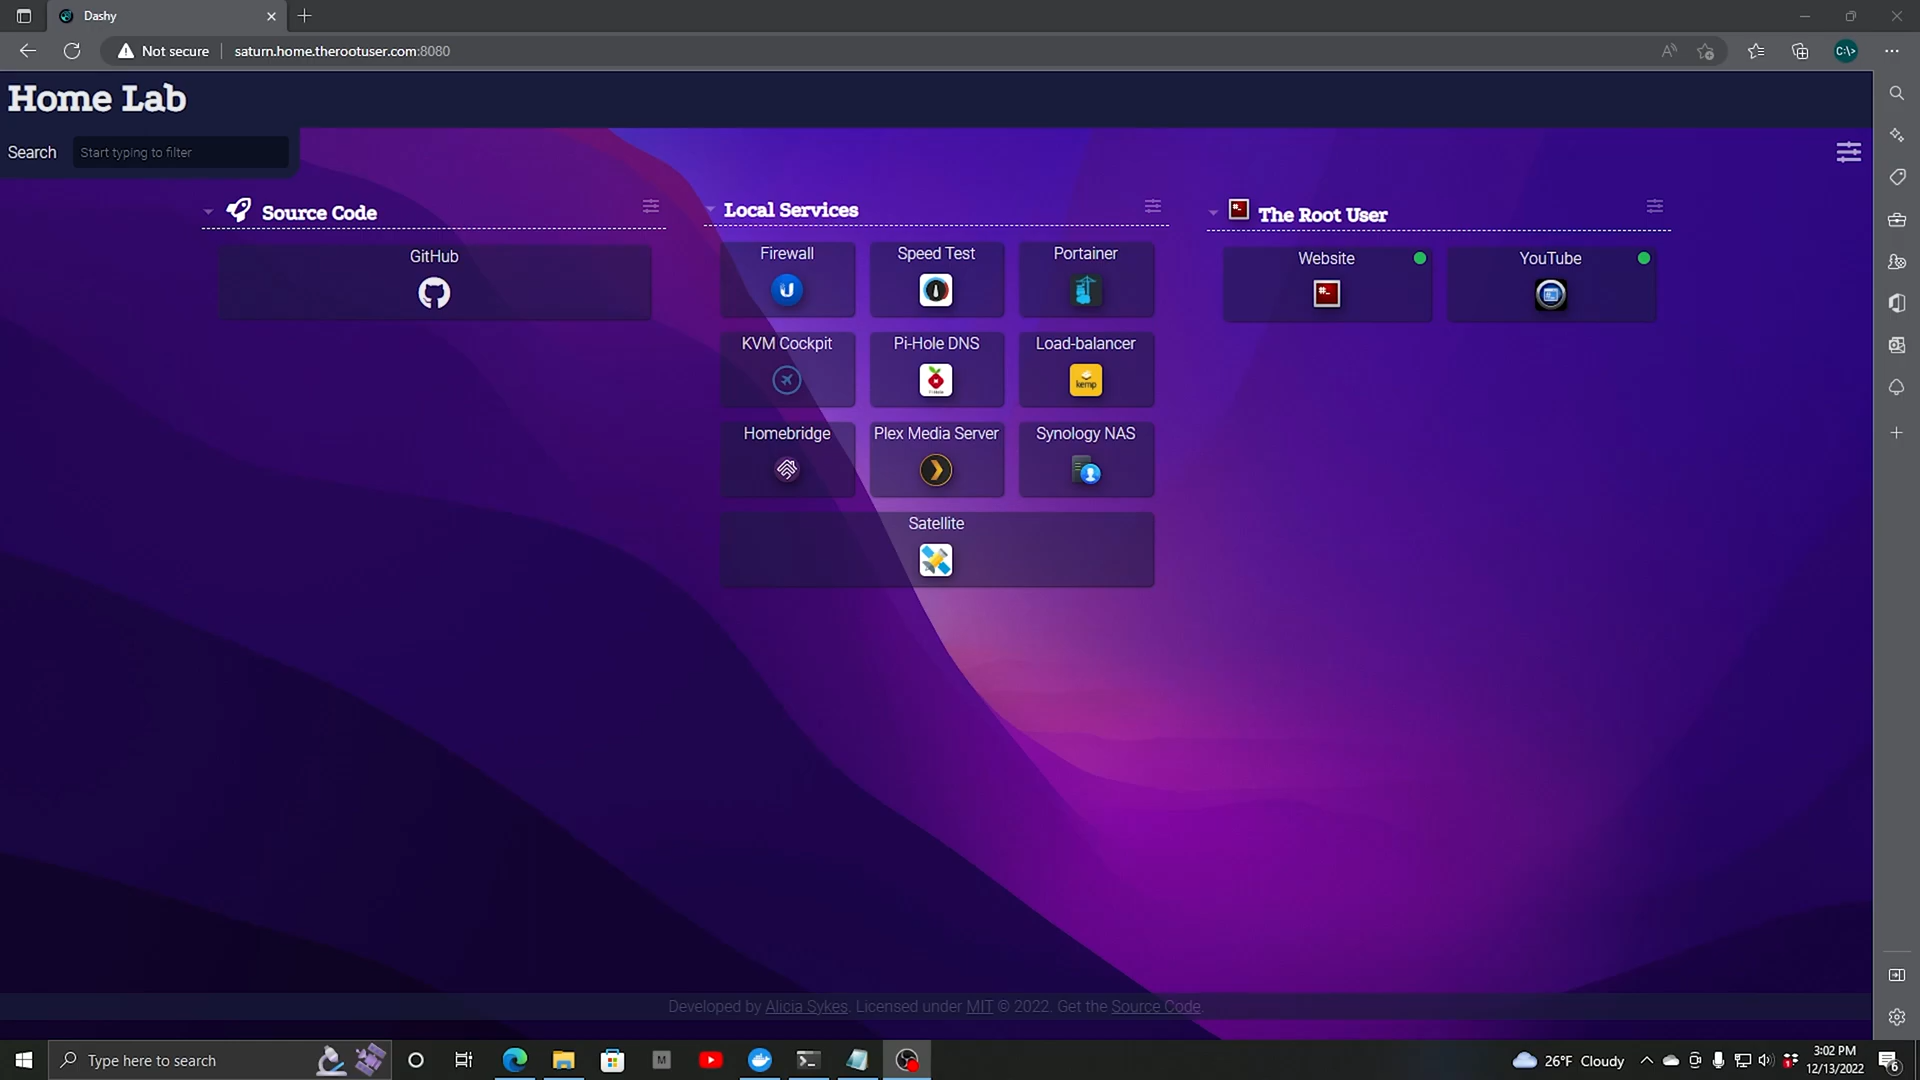 Dashy
Not secure
saturn.home.therootuser.com:8080
C:\>
Home Lab
Search
Start typing to filter
Source Code
GitHub
Local Services
Firewall
Speed Test
Portainer
KVM Cockpit
Pi-Hole DNS
Load-balancer
kemp
Homebridge
Plex Media Server
Synology NAS
Satellite
The Root User
Website
YouTube
Developed by Alicia Sykes. Licensed under MIT © 2022. Get the Source Code.
Type here to search
M
26°F Cloudy
3:02 PM
12/13/2022
6